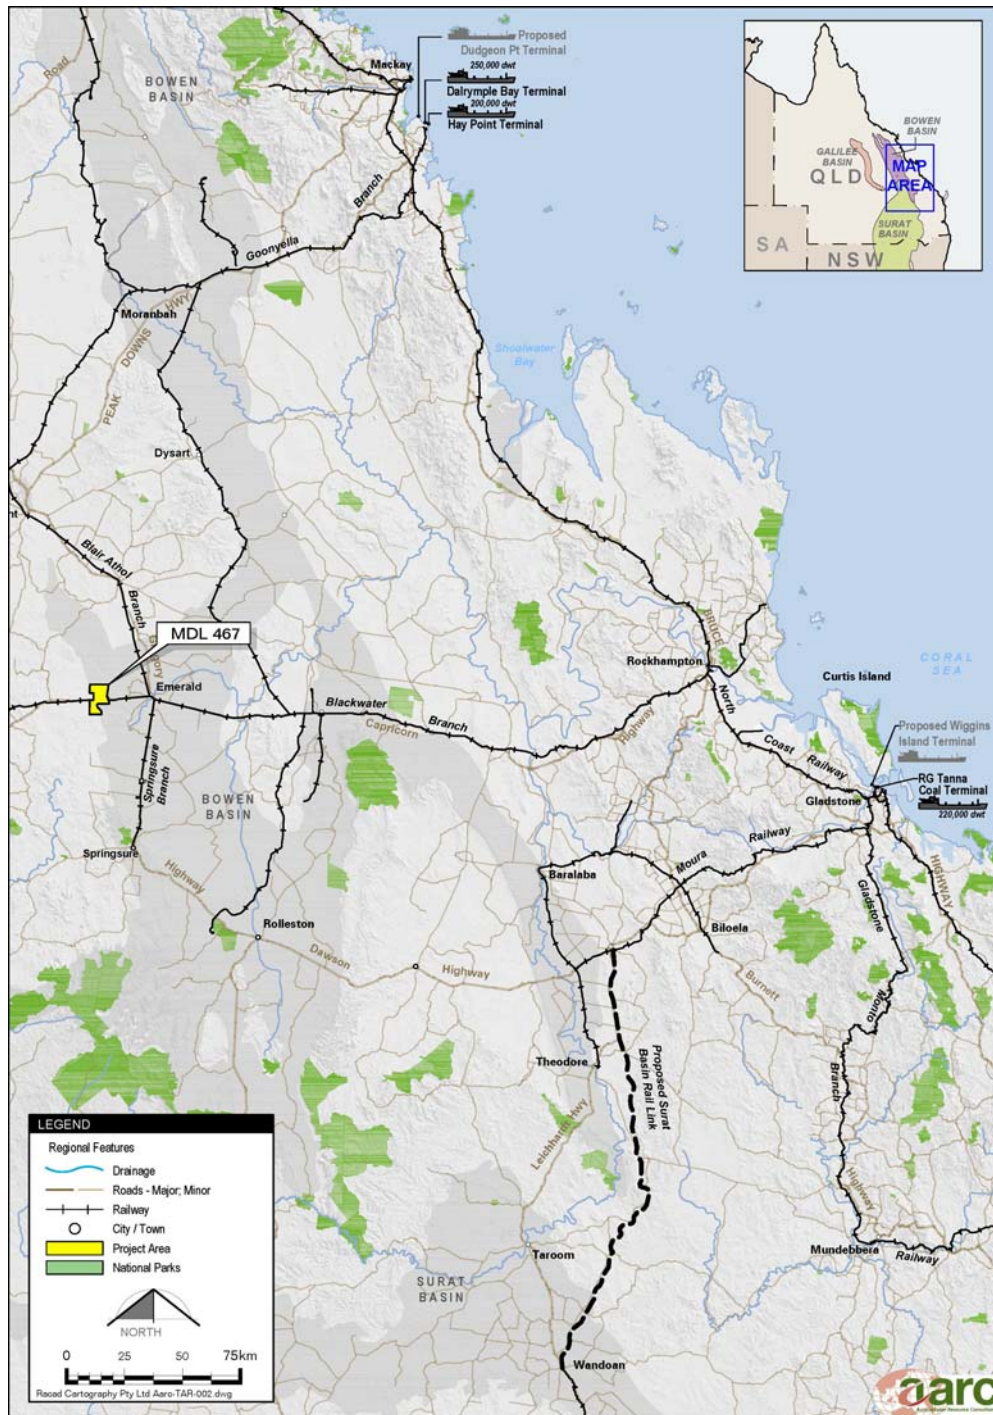 Road
BOWEN
BASIN
Mackay
Proposed
Dudgeon Pt Terminal
250,000 dwt
Dalrymple Bay Terminal
200,000 dwt
Hay Point Terminal
BOWEN
BASIN
GALILEE
BASIN
QLD
MAP
AREA
SURAT
BASIN
SA
NSW
Branch
Goonyella
Moranbah
HWY
DOWNS
PEAK
Shoalwater
Bay
Dysart
nt
Blair Athol
Branch
MDL 467
Emerald
BRUCE
Rockhampton
CORAL
SEA
Curtis Island
Blackwater
Branch
Capricorn
Highway
North
Coast
Railway
Proposed Wiggins
Island Terminal
RG Tanna
Coal Terminal
220,000 dwt
Gladstone
Springsure
Branch
BOWEN
BASIN
Springsure
Highway
Railway
Moura
Baralaba
HIGHWAY
Gladstone
Rolleston
Biloela
Dawson
Highway
Burnett
Monto
Theodore
Proposed Surat
Basin Rail Link
Branch
Leichhardt Hwy
Highway
Taroom
Mundebbera
Railway
SURAT
BASIN
Wandoan
LEGEND
Regional Features
Drainage
Roads - Major; Minor
Railway
City / Town
Project Area
National Parks
NORTH
0 25 50 75km
Racad Cartography Pty Ltd Aarc-TAR-002.dwg
aarc